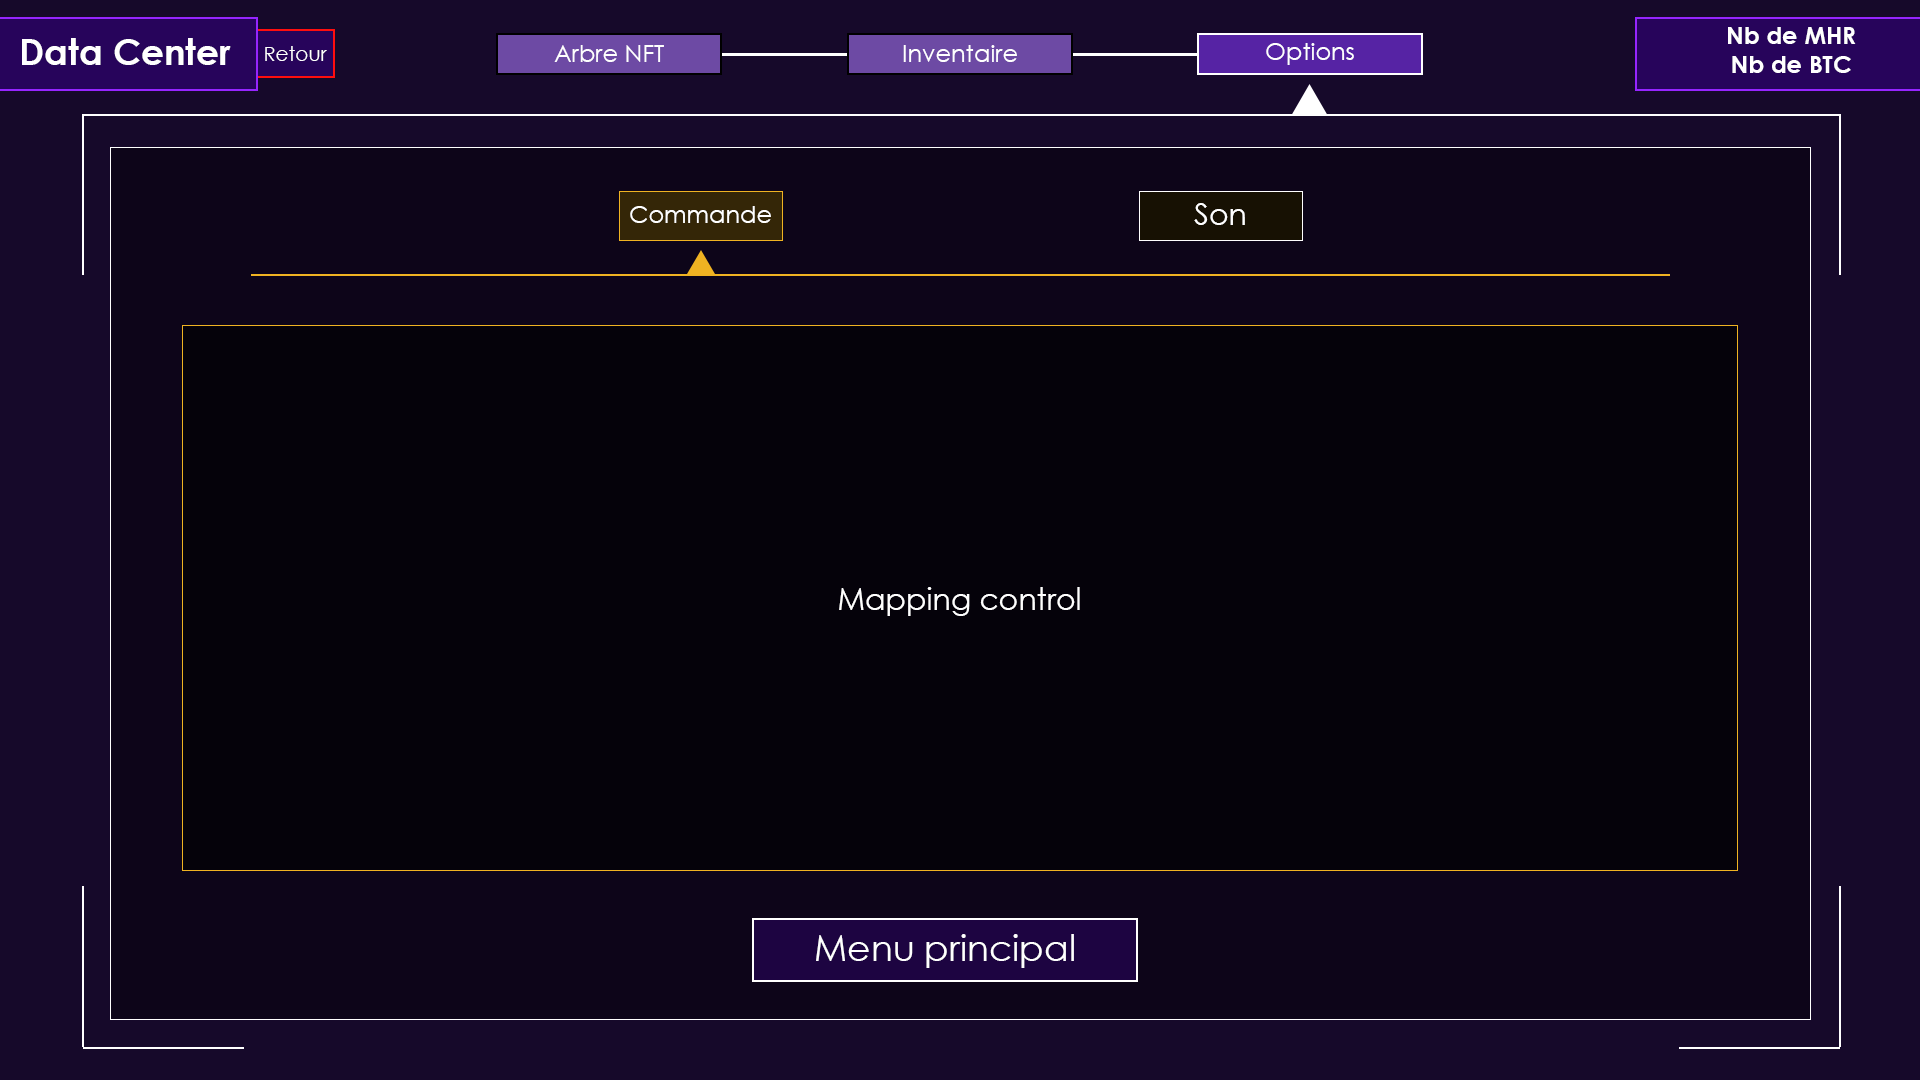 Data Center
Retour
Arbre NFT
Inventaire
Options
Nb de MHR
Nb de BTC
Commande
Son
Mapping control
Menu principal